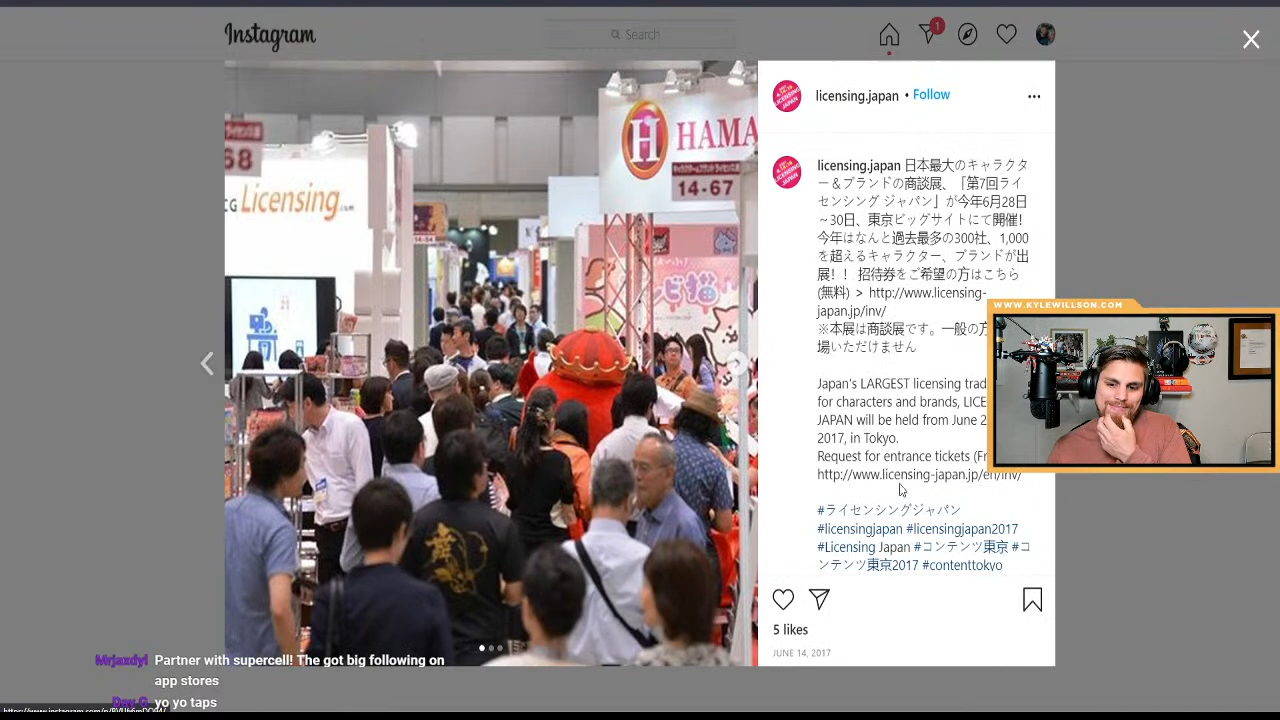 Instagram
Search
1
licensing.japan • Follow
licensing.japan 日本最大のキャラクタ
ー＆ブランドの商談展、「第7回ライ
センシング ジャパン」が今年6月28日
～30日、東京ビッグサイトにて開催！
今年はなんと過去最多の300社、1,000
を超えるキャラクター、ブランドが出
展！！ 招待券をご希望の方はこちら
(無料) > http://www.licensing-
japan.jp/inv/
※本展は商談展です。一般の方
場いただけません
Japan's LARGEST licensing trad
for characters and brands, LICE
JAPAN will be held from June 2
2017, in Tokyo.
Request for entrance tickets (Fr
http://www.licensing-japan.jp/en/inv/
#ライセンシングジャパン
#licensingjapan #licensingjapan2017
#Licensing Japan #コンテンツ東京 #コ
ンテンツ東京2017 #contenttokyo
5 likes
JUNE 14, 2017
68
CG Licensing.com
H HAMA
14-67
14-54
WWW.KYLEWILLSON.COM
Mrjaxdyl Partner with supercell! The got big following on
app stores
yo yo taps